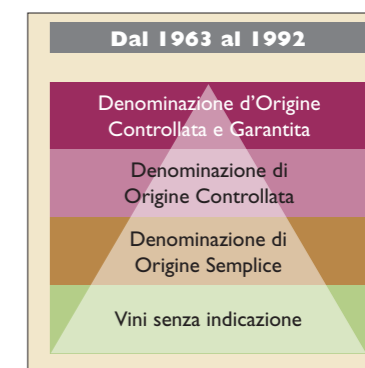 Dal 1963 al 1992
Denominazione d'Origine
Controllata e Garantita
Denominazione di
Origine Controllata
Denominazione di
Origine Semplice
Vini senza indicazione